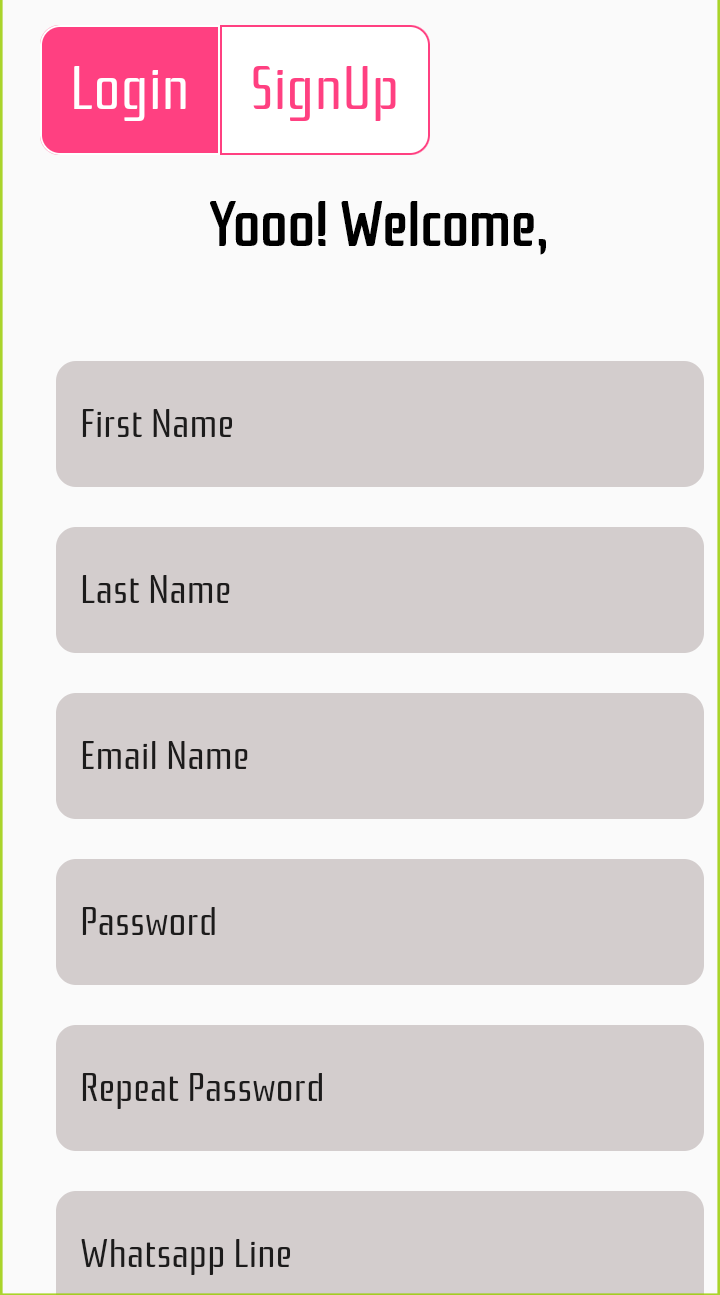 Login SignUp
Yooo! Welcome,
First Name
Last Name
Email Name
Password
Repeat Password
Whatsapp Line